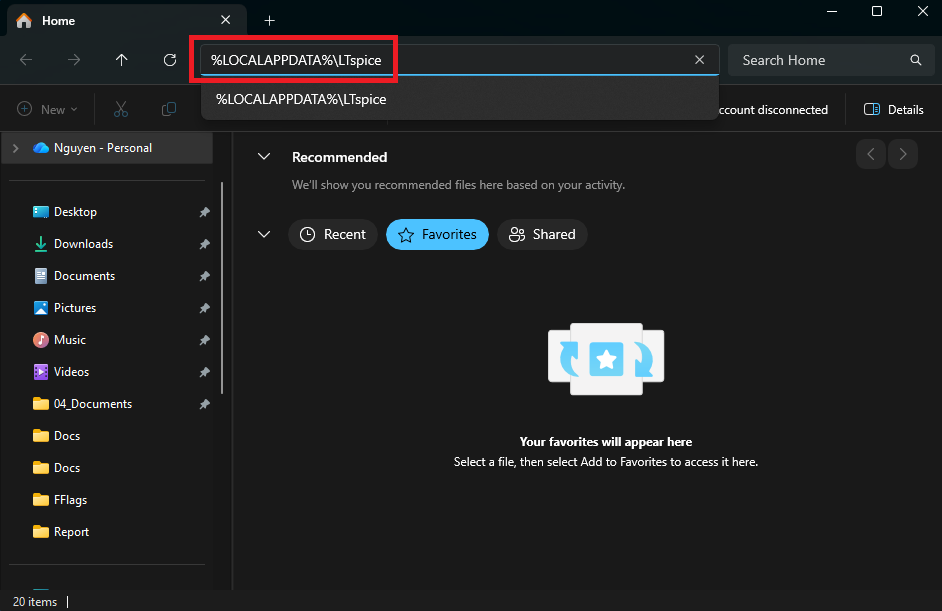 Home
%LOCALAPPDATA%\LTspice
Search Home
%LOCALAPPDATA%\LTspice
New
ccount disconnected
Details
Nguyen - Personal
Desktop
Downloads
Documents
Pictures
Music
Videos
04_Documents
Docs
Docs
FFlags
Report
Recommended
We'll show you recommended files here based on your activity.
Recent
Favorites
Shared
Your favorites will appear here
Select a file, then select Add to Favorites to access it here.
20 items